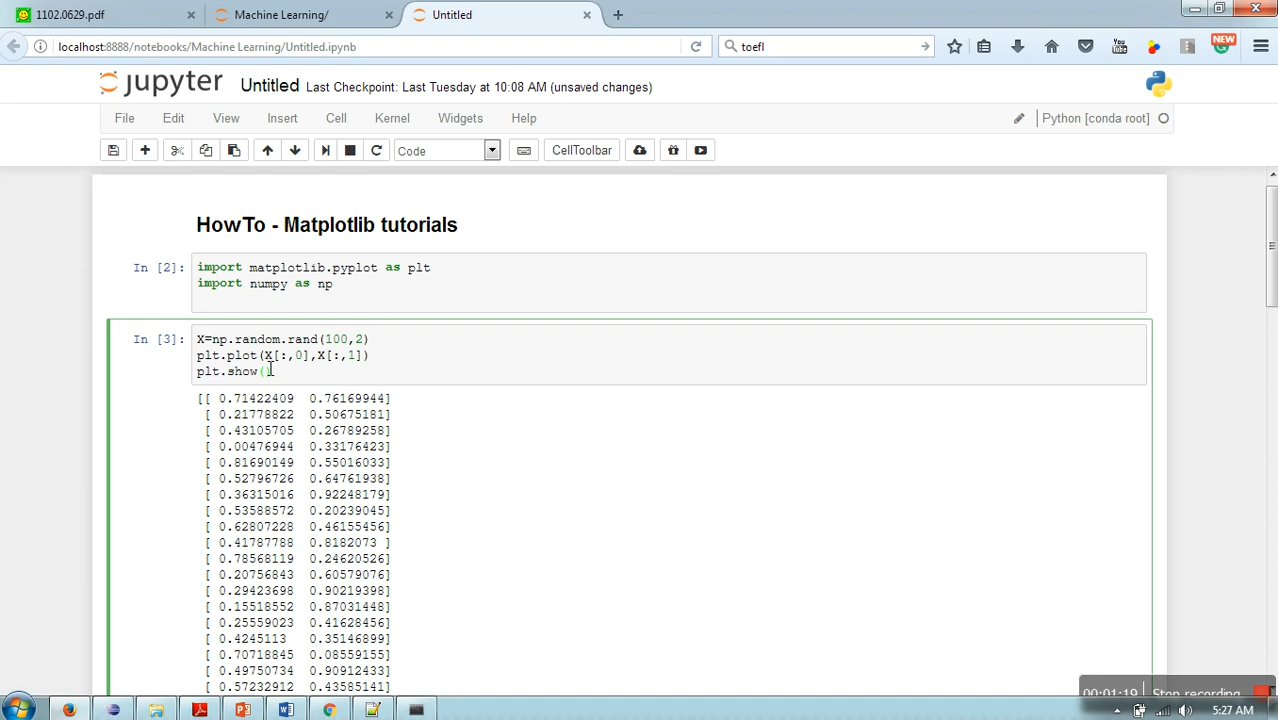 1102.0629.pdf
Machine Learning/
Untitled
localhost:8888/notebooks/Machine Learning/Untitled.ipynb
toefl
You
Tube
NEW
jupyter Untitled Last Checkpoint: Last Tuesday at 10:08 AM (unsaved changes)
File Edit View Insert Cell Kernel Widgets Help
Python [conda root]
Code
CellToolbar
HowTo - Matplotlib tutorials
In [2]: import matplotlib.pyplot as plt
import numpy as np
In [3]: X=np.random.rand(100,2)
plt.plot(X[:,0],X[:,1])
plt.show()
[[ 0.71422409 0.76169944]
[ 0.21778822 0.50675181]
[ 0.43105705 0.26789258]
[ 0.00476944 0.33176423]
[ 0.81690149 0.55016033]
[ 0.52796726 0.64761938]
[ 0.36315016 0.92248179]
[ 0.53588572 0.20239045]
[ 0.62807228 0.46155456]
[ 0.41787788 0.8182073 ]
[ 0.78568119 0.24620526]
[ 0.20756843 0.60579076]
[ 0.29423698 0.90219398]
[ 0.15518552 0.87031448]
[ 0.25559023 0.41628456]
[ 0.4245113 0.35146899]
[ 0.70718845 0.08559155]
[ 0.49750734 0.90912433]
[ 0.57232912 0.43585141]
00:01:19 Stop recording
5:27 AM